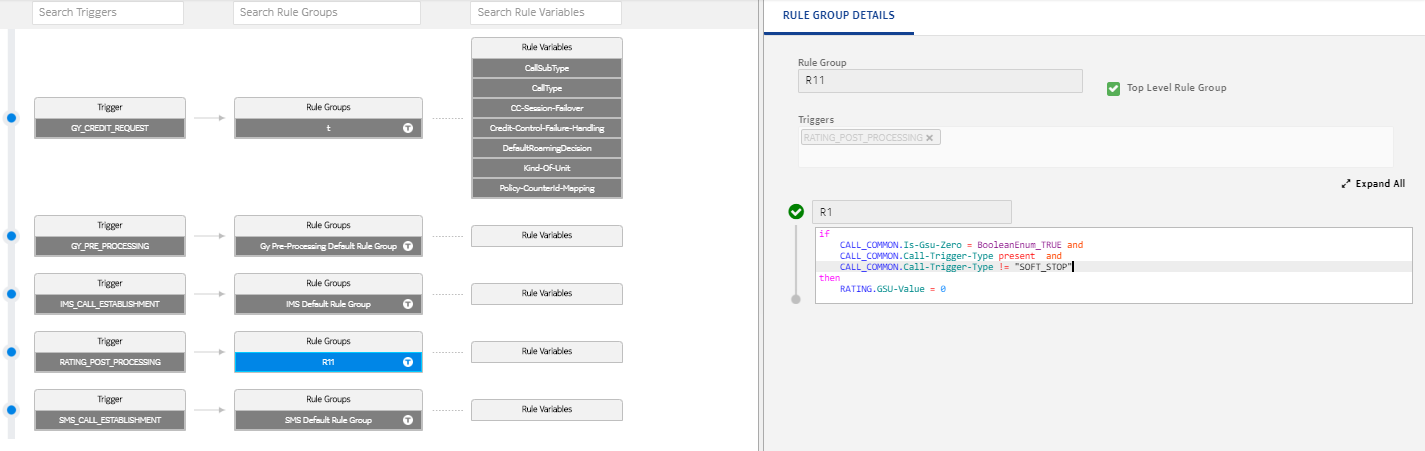 Search Triggers
Search Rule Groups
Search Rule Variables
Trigger
GY_CREDIT_REQUEST
Rule Groups
t
T
Rule Variables
CallSubType
CallType
CC-Session-Failover
Credit-Control-Failure-Handling
DefaultRoamingDecision
Kind-Of-Unit
Policy-CounterId-Mapping
Trigger
GY_PRE_PROCESSING
Rule Groups
Gy Pre-Processing Default Rule Group
T
Rule Variables
Trigger
IMS_CALL_ESTABLISHMENT
Rule Groups
IMS Default Rule Group
T
Rule Variables
Trigger
RATING_POST_PROCESSING
Rule Groups
R11
T
Rule Variables
Trigger
SMS_CALL_ESTABLISHMENT
Rule Groups
SMS Default Rule Group
T
Rule Variables
RULE GROUP DETAILS
Rule Group
R11
Top Level Rule Group
Triggers
RATING_POST_PROCESSING
Expand All
R1
if
CALL_COMMON.Is-Gsu-Zero = BooleanEnum_TRUE and
CALL_COMMON.Call-Trigger-Type present  and
CALL_COMMON.Call-Trigger-Type != "SOFT_STOP"
then
RATING.GSU-Value = 0